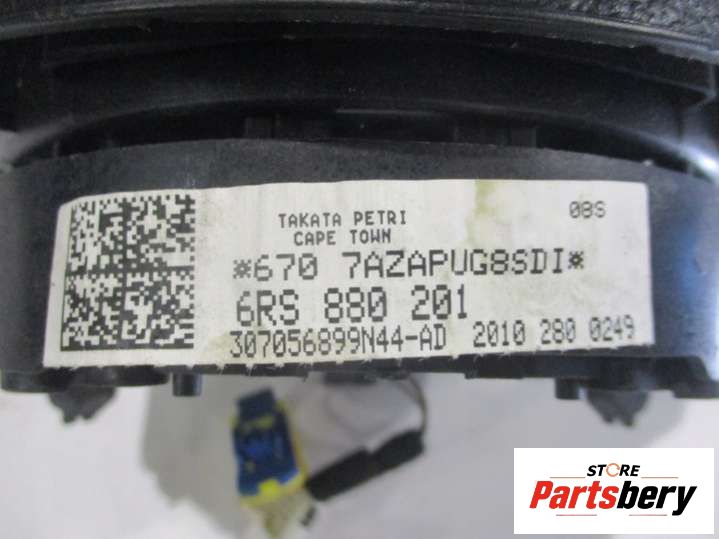 TAKATA PETRI
CAPE TOWN
08S
*670 7AZAPUG8SDI*
6RS 880 201
307056899N44-AD 2010 280 0249
STORE
Partsbery